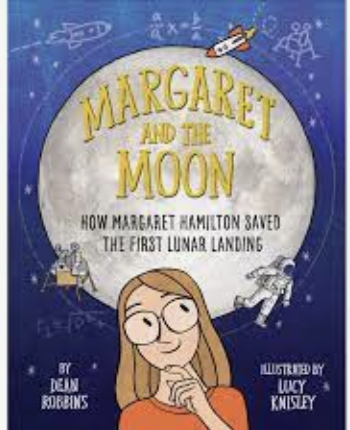 MARGARET
AND THE
MOON
HOW MARGARET HAMILTON SAVED
THE FIRST LUNAR LANDING
BY
DEAN
ROBBINS
ILLUSTRATED BY
LUCY
KNISLEY